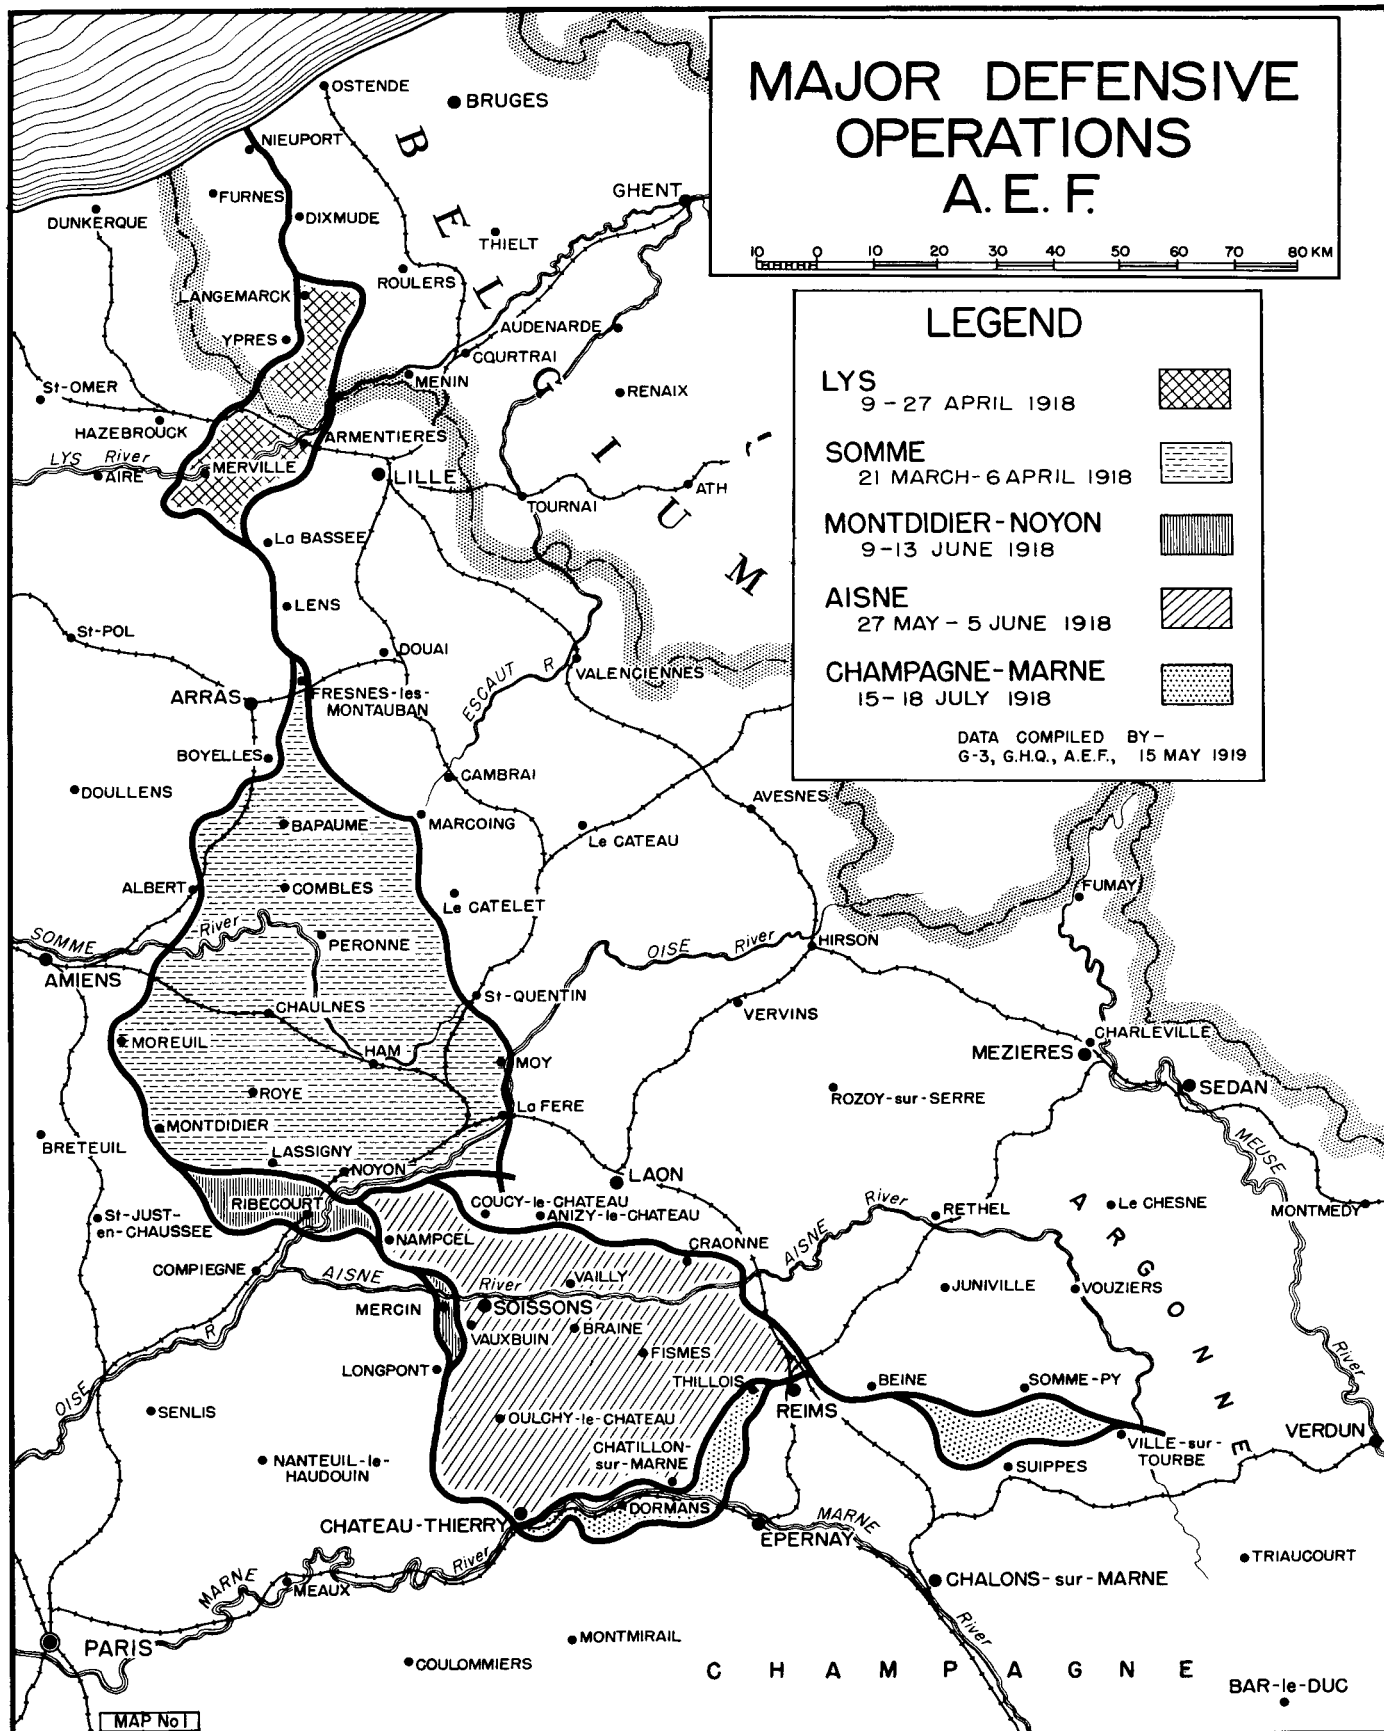 MAJOR DEFENSIVE
OPERATIONS
A.E.F.
10 0 10 20 30 40 50 60 70 80 KM
LEGEND
LYS
9-27 APRIL 1918
SOMME
21 MARCH-6 APRIL 1918
MONTDIDIER-NOYON
9-13 JUNE 1918
AISNE
27 MAY-5 JUNE 1918
CHAMPAGNE-MARNE
15-18 JULY 1918
DATA COMPILED BY-
G-3, G.H.Q., A.E.F., 15 MAY 1919
OSTENDE
BRUGES
BELGIUM
NIEUPORT
FURNES
DUNKERQUE
DIXMUDE
GHENT
THIELT
ROULERS
LANGEMARCK
YPRES
AUDENARDE
COURTRAI
MENIN
RENAIX
St-OMER
HAZEBROUCK
ARMENTIERES
LYS River
AIRE
MERVILLE
LILLE
ATH
TOURNAI
La BASSEE
LENS
St-POL
DOUAI
ESCAUT R
VALENCIENNES
ARRAS
FRESNES-les-
MONTAUBAN
BOYELLES
CAMBRAI
DOULLENS
MARCOING
AVESNES
BAPAUME
Le CATEAU
ALBERT
COMBLES
Le CATELET
FUMAY
SOMME River
PERONNE
OISE River
HIRSON
AMIENS
CHAULNES
St-QUENTIN
VERVINS
MOREUIL
HAM
MOY
CHARLEVILLE
MEZIERES
SEDAN
ROYE
La FERE
ROZOY-sur-SERRE
BRETEUIL
MONTDIDIER
MEUSE River
LASSIGNY
NOYON
LAON
RIBECOURT
COUCY-le-CHATEAU
ANIZY-le-CHATEAU
AISNE River
RETHEL
ARGONNE
Le CHESNE
MONTMEDY
St-JUST-
en-CHAUSSEE
NAMPCEL
CRAONNE
COMPIEGNE
AISNE River
VAILLY
JUNIVILLE
VOUZIERS
MERCIN
SOISSONS
VAUXBUIN
BRAINE
OISE R
LONGPONT
FISMES
THILLOIS
BEINE
SOMME-PY
SENLIS
OULCHY-le-CHATEAU
REIMS
VERDUN
NANTEUIL-le-
HAUDOUIN
CHATILLON-
sur-MARNE
VILLE-sur-
TOURBE
SUIPPES
DORMANS
CHATEAU-THIERRY
EPERNAY
MARNE River
MARNE River
MEAUX
TRIAUCOURT
CHALONS-sur-MARNE
PARIS
MONTMIRAIL
COULOMMIERS
CHAMPAGNE
BAR-le-DUC
MAP No 1